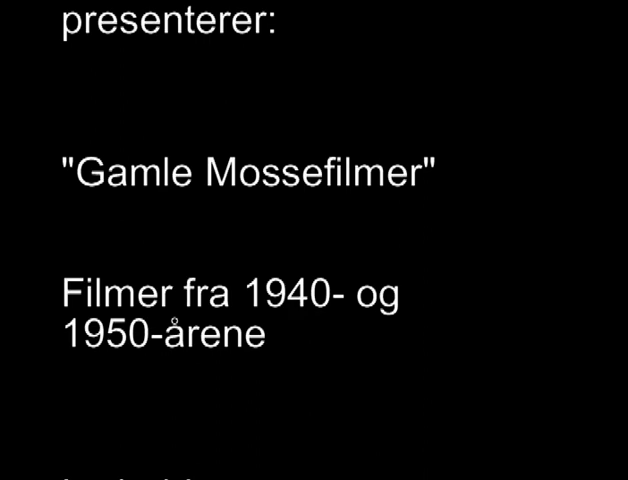 presenterer:
"Gamle Mossefilmer"
Filmer fra 1940- og
1950-årene